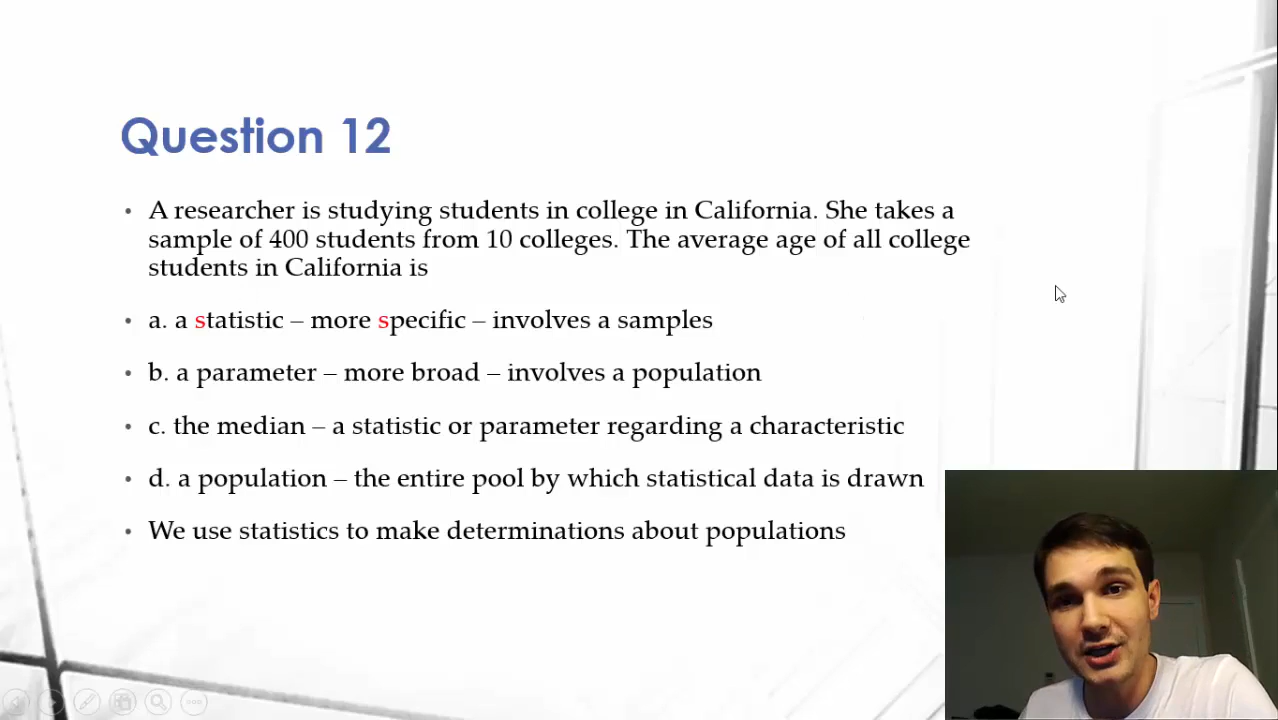 Question 12
• A researcher is studying students in college in California. She takes a
sample of 400 students from 10 colleges. The average age of all college
students in California is
• a. a statistic – more specific – involves a samples
• b. a parameter – more broad – involves a population
• c. the median – a statistic or parameter regarding a characteristic
• d. a population – the entire pool by which statistical data is drawn
• We use statistics to make determinations about populations